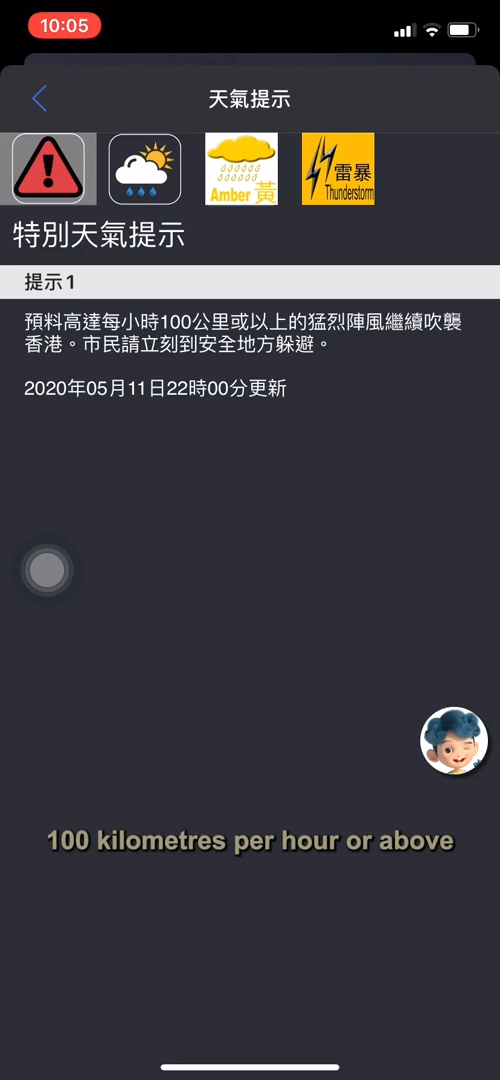 10:05
天氣提示
Amber 黃
雷暴
Thunderstorm
特別天氣提示
提示1
預料高達每小時100公里或以上的猛烈陣風繼續吹襲
香港。市民請立刻到安全地方躲避。
2020年05月11日22時00分更新
100 kilometres per hour or above